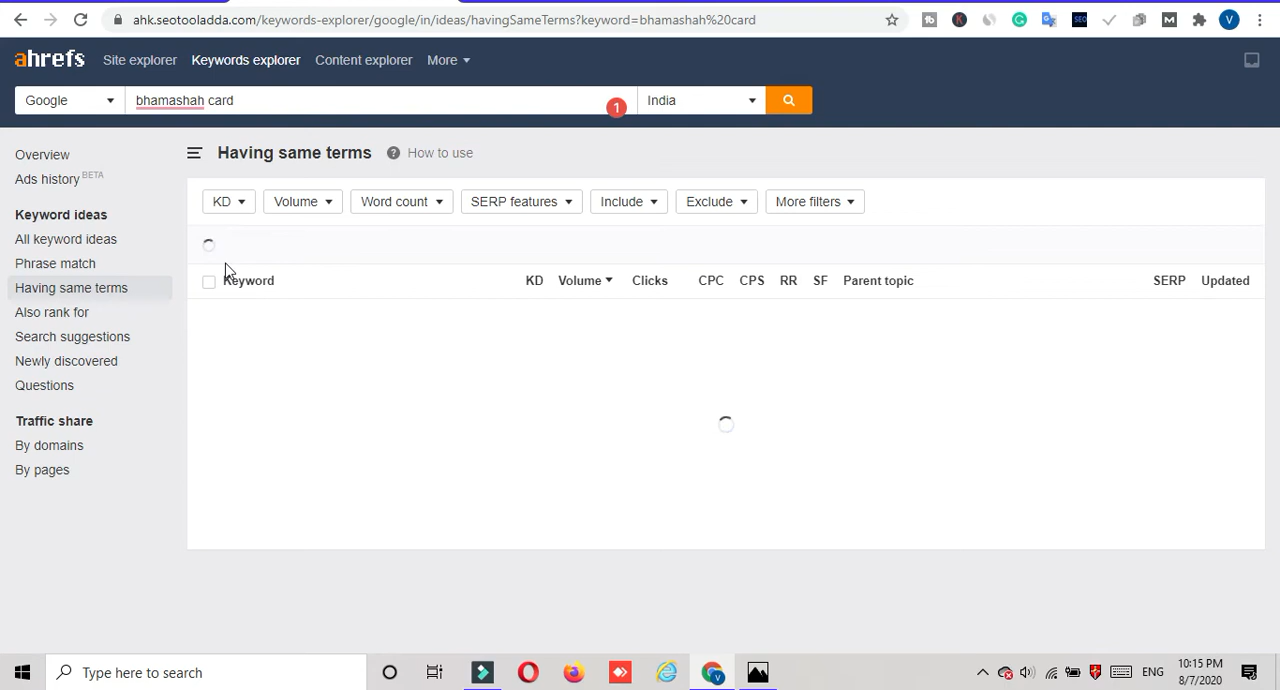 ahk.seotooladda.com/keywords-explorer/google/in/ideas/havingSameTerms?keyword=bhamashah%20card
ahrefs Site explorer Keywords explorer Content explorer More
Google bhamashah card 1 India
Overview
Ads history BETA
Keyword ideas
All keyword ideas
Phrase match
Having same terms
Also rank for
Search suggestions
Newly discovered
Questions
Traffic share
By domains
By pages
Having same terms ? How to use
KD Volume Word count SERP features Include Exclude More filters
Keyword KD Volume Clicks CPC CPS RR SF Parent topic SERP Updated
Type here to search
ENG
10:15 PM
8/7/2020